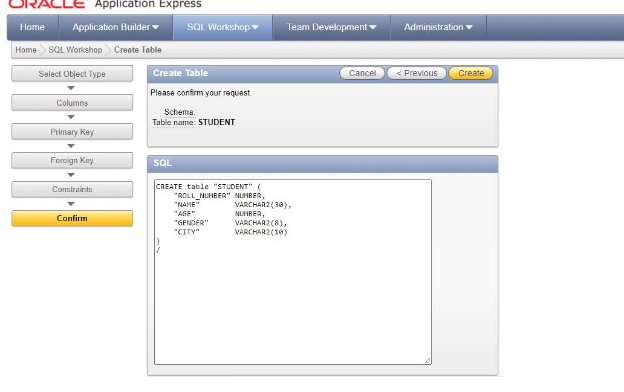 ORACLE Application Express
Home Application Builder SQL Workshop Team Development Administration
Home SQL Workshop Create Table
Select Object Type
Columns
Primary Key
Foreign Key
Constraints
Confirm
Create Table Cancel < Previous Create
Please confirm your request.
Schema:
Table name: STUDENT
SQL
CREATE table "STUDENT" (
"ROLL_NUMBER" NUMBER,
"NAME" VARCHAR2(30),
"AGE" NUMBER,
"GENDER" VARCHAR2(8),
"CITY" VARCHAR2(10)
)
/